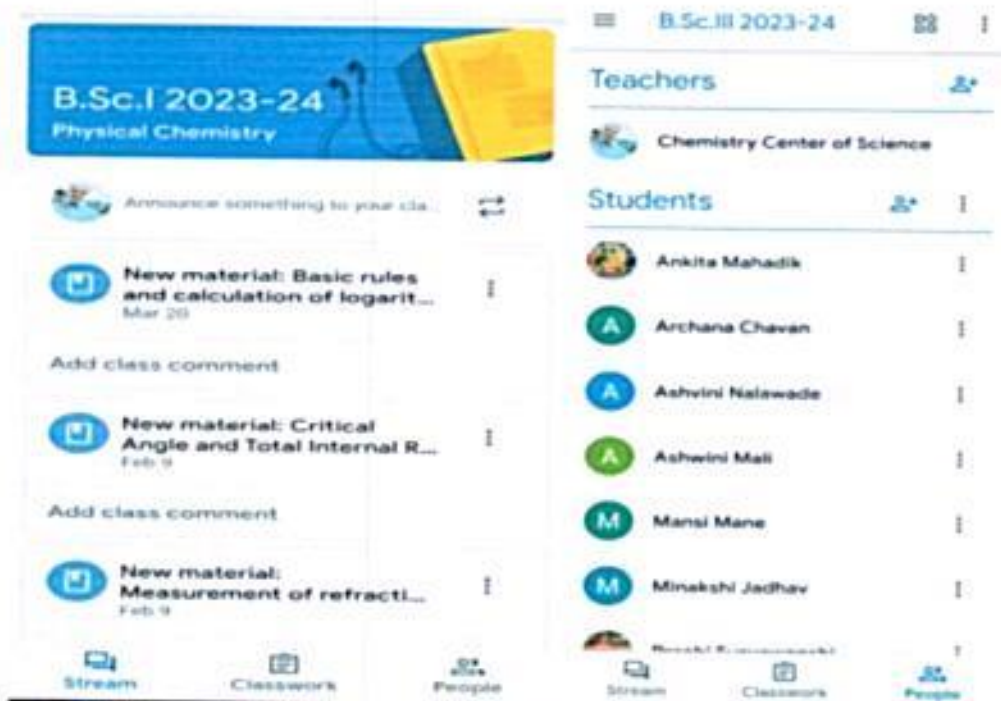 B.Sc.I 2023-24
Physical Chemistry
Announce something to your cla...
New material: Basic rules
and calculation of logarit...
Mar 20
Add class comment
New material: Critical
Angle and Total Internal R...
Feb 9
Add class comment
New material:
Measurement of refracti...
Feb 9
Stream
Classwork
People
B.Sc.III 2023-24
Teachers
Chemistry Center of Science
Students
Ankita Mahadik
A
Archana Chavan
A
Ashvini Nalawade
A
Ashwini Mali
M
Mansi Mane
M
Minakshi Jadhav
Stream
Classwork
People